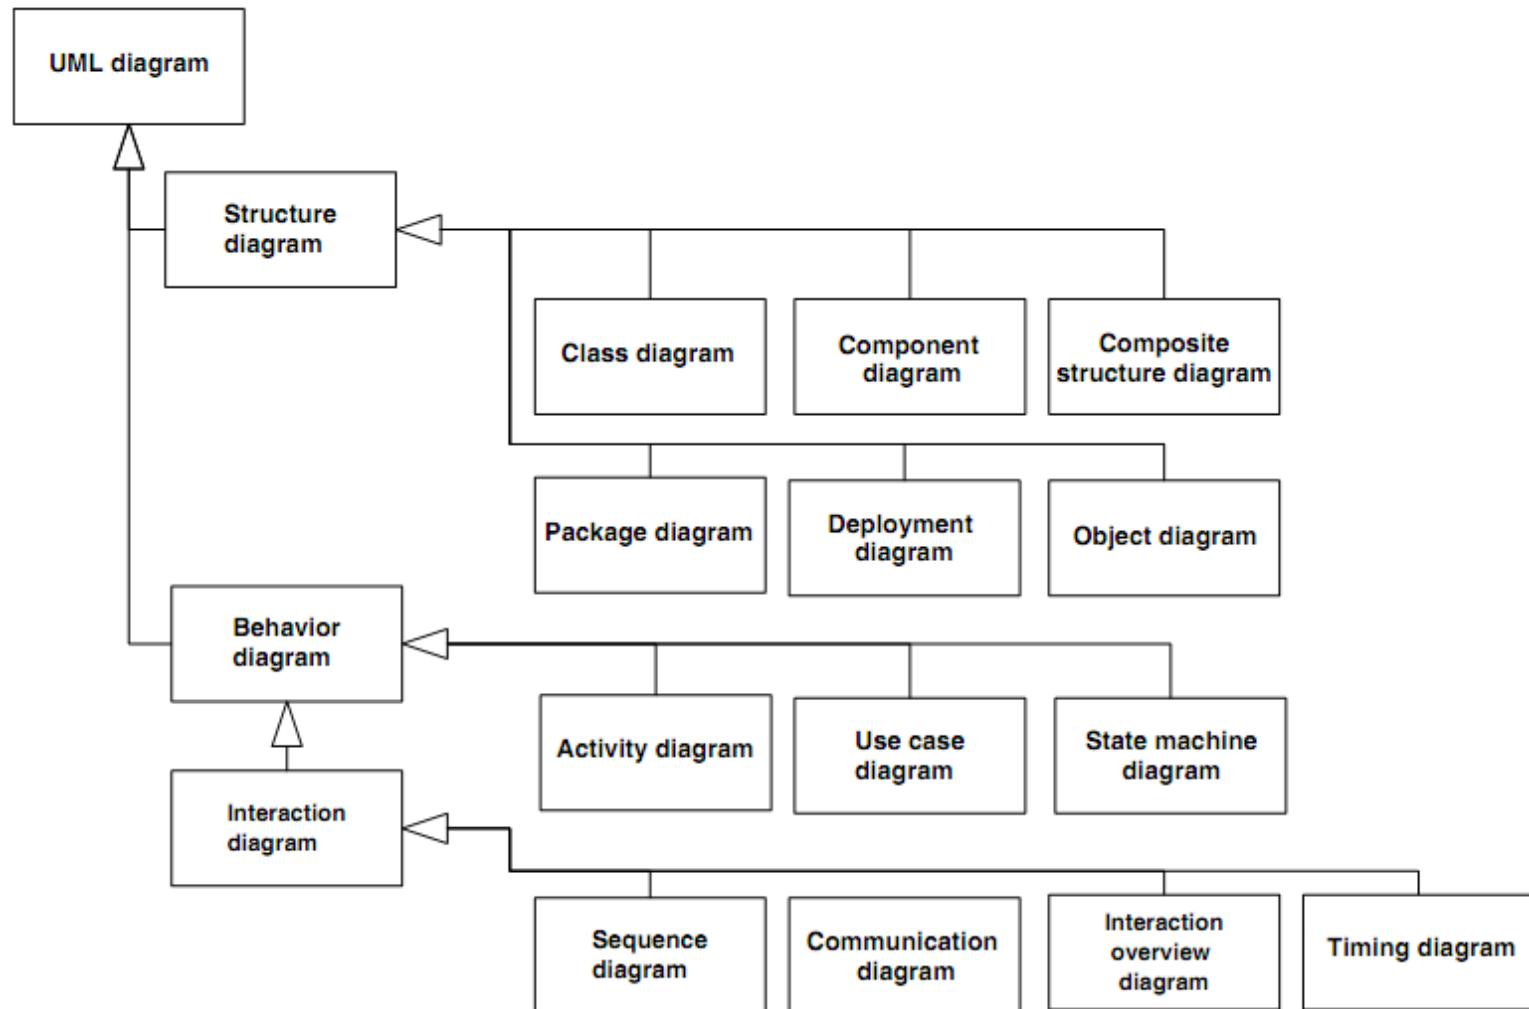 UML diagram
Structure
diagram
Class diagram
Component
diagram
Composite
structure diagram
Package diagram
Deployment
diagram
Object diagram
Behavior
diagram
Activity diagram
Use case
diagram
State machine
diagram
Interaction
diagram
Sequence
diagram
Communication
diagram
Interaction
overview
diagram
Timing diagram